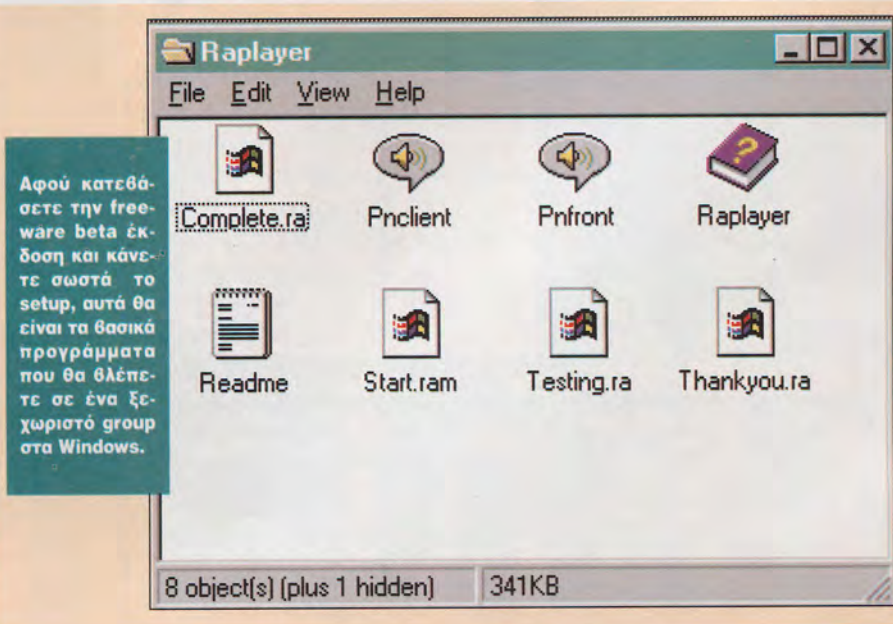 Raplayer
File Edit View Help
Αφού κατεβά-
σετε την free-
ware beta έκ-
δοση και κάνε-
τε σωστά το
setup, αυτά θα
είναι τα βασικά
προγράμματα
που θα βλέπε-
τε σε ένα ξε-
χωριστό group
στα Windows.
Complete.ra Pnclient Pnfront Raplayer
Readme Start.ram Testing.ra Thankyou.ra
8 object(s) (plus 1 hidden) 341KB